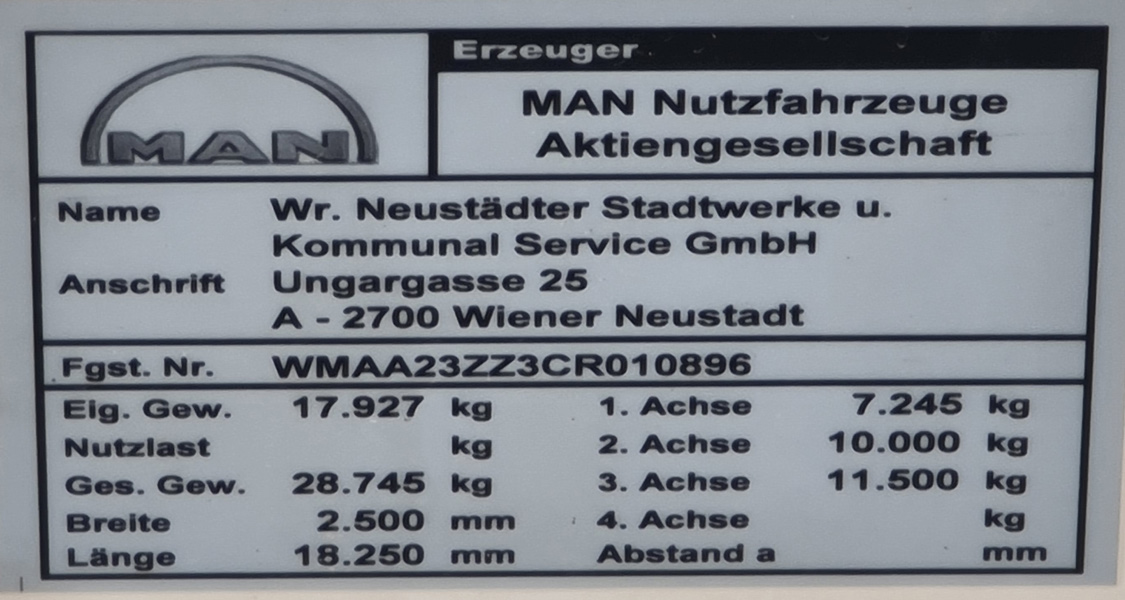 MAN
Erzeuger
MAN Nutzfahrzeuge
Aktiengesellschaft
Name Wr. Neustädter Stadtwerke u.
Kommunal Service GmbH
Anschrift Ungargasse 25
A - 2700 Wiener Neustadt
Fgst. Nr. WMAA23ZZ3CR010896
Eig. Gew. 17.927 kg 1. Achse 7.245 kg
Nutzlast kg 2. Achse 10.000 kg
Ges. Gew. 28.745 kg 3. Achse 11.500 kg
Breite 2.500 mm 4. Achse kg
Länge 18.250 mm Abstand a mm